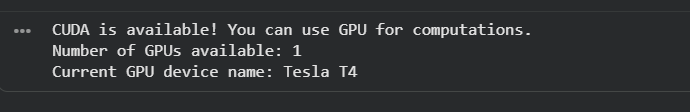 CUDA is available! You can use GPU for computations.
Number of GPUs available: 1
Current GPU device name: Tesla T4